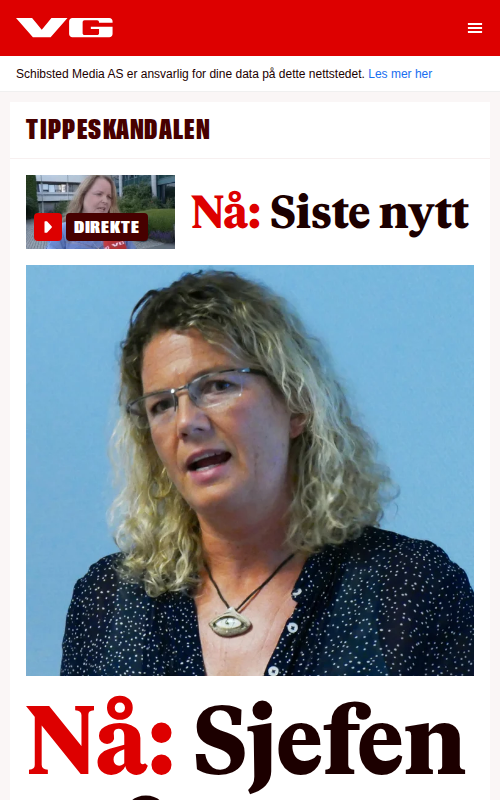 VG
Schibsted Media AS er ansvarlig for dine data på dette nettstedet. Les mer her
TIPPESKANDALEN
DIREKTE
Nå: Siste nytt
Nå: Sjefen